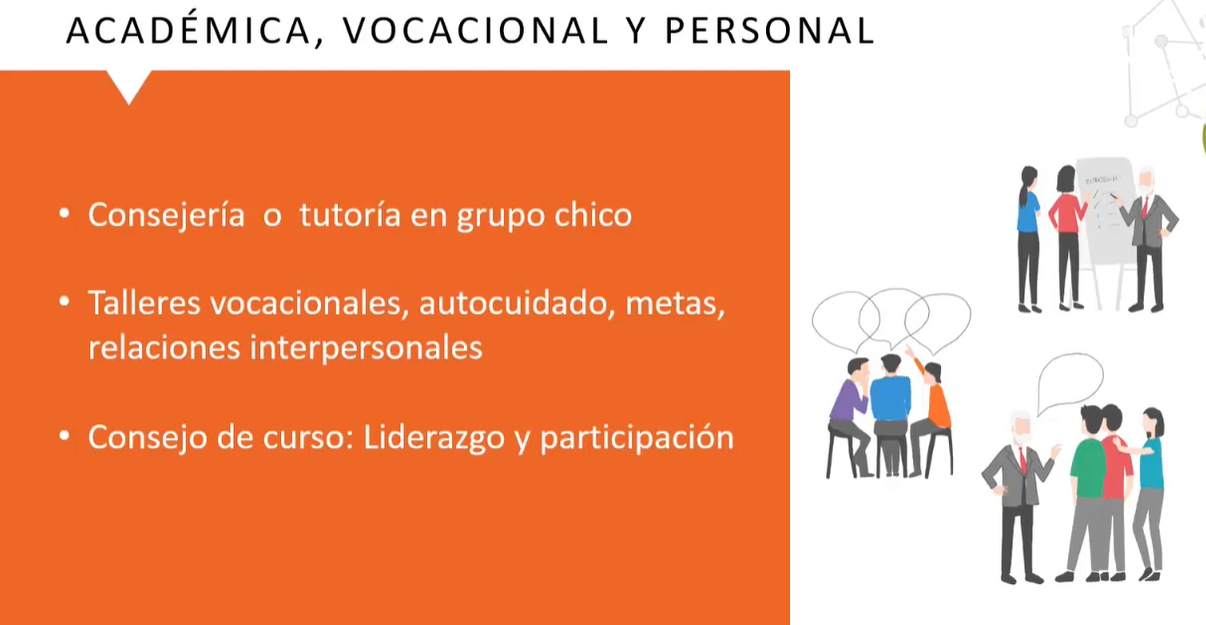 ACADÉMICA, VOCACIONAL Y PERSONAL
• Consejería o tutoría en grupo chico
• Talleres vocacionales, autocuidado, metas,
relaciones interpersonales
• Consejo de curso: Liderazgo y participación